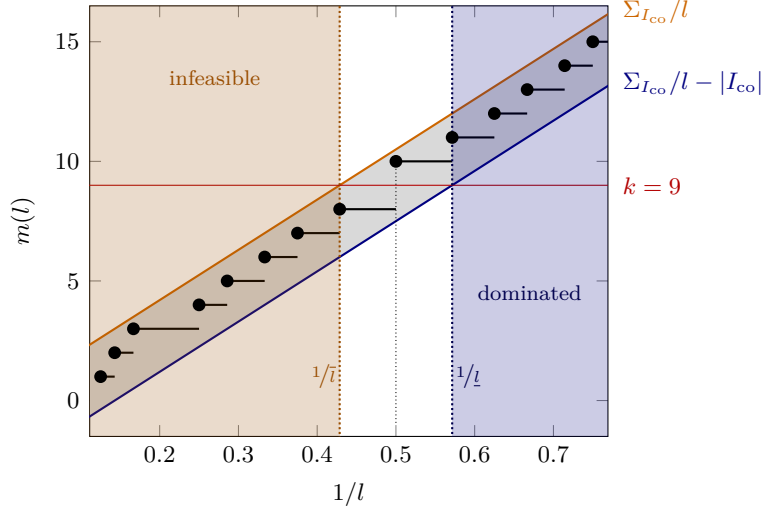 Σ_{I_co}/l
15
infeasible
Σ_{I_co}/l − |I_co|
10
k = 9
m(l)
5
dominated
1/l̅
1/l̲
0
0.2 0.3 0.4 0.5 0.6 0.7
1/l